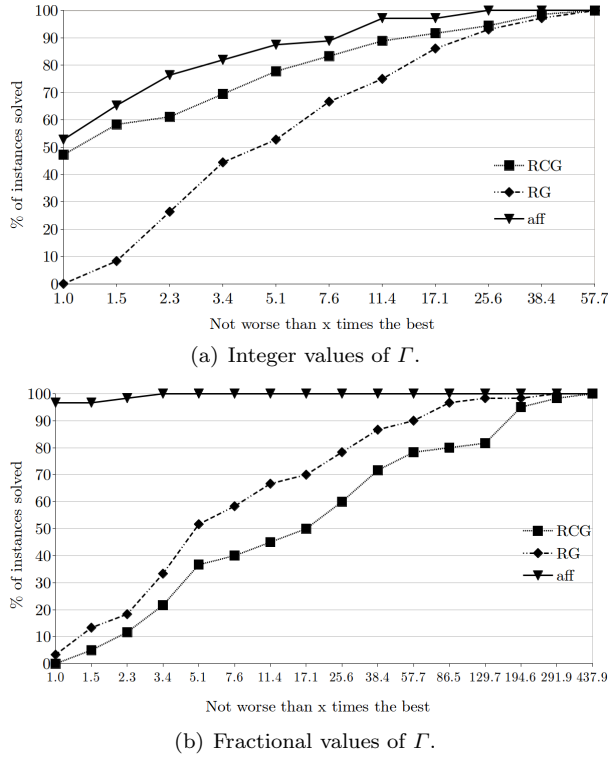 100
90
80
70
60
50
40
30
20
10
0
% of instances solved
RCG
RG
aff
1.0 1.5 2.3 3.4 5.1 7.6 11.4 17.1 25.6 38.4 57.7
Not worse than x times the best
(a) Integer values of Γ.
100
90
80
70
60
50
40
30
20
10
0
% of instances solved
RCG
RG
aff
1.0 1.5 2.3 3.4 5.1 7.6 11.4 17.1 25.6 38.4 57.7 86.5 129.7 194.6 291.9 437.9
Not worse than x times the best
(b) Fractional values of Γ.